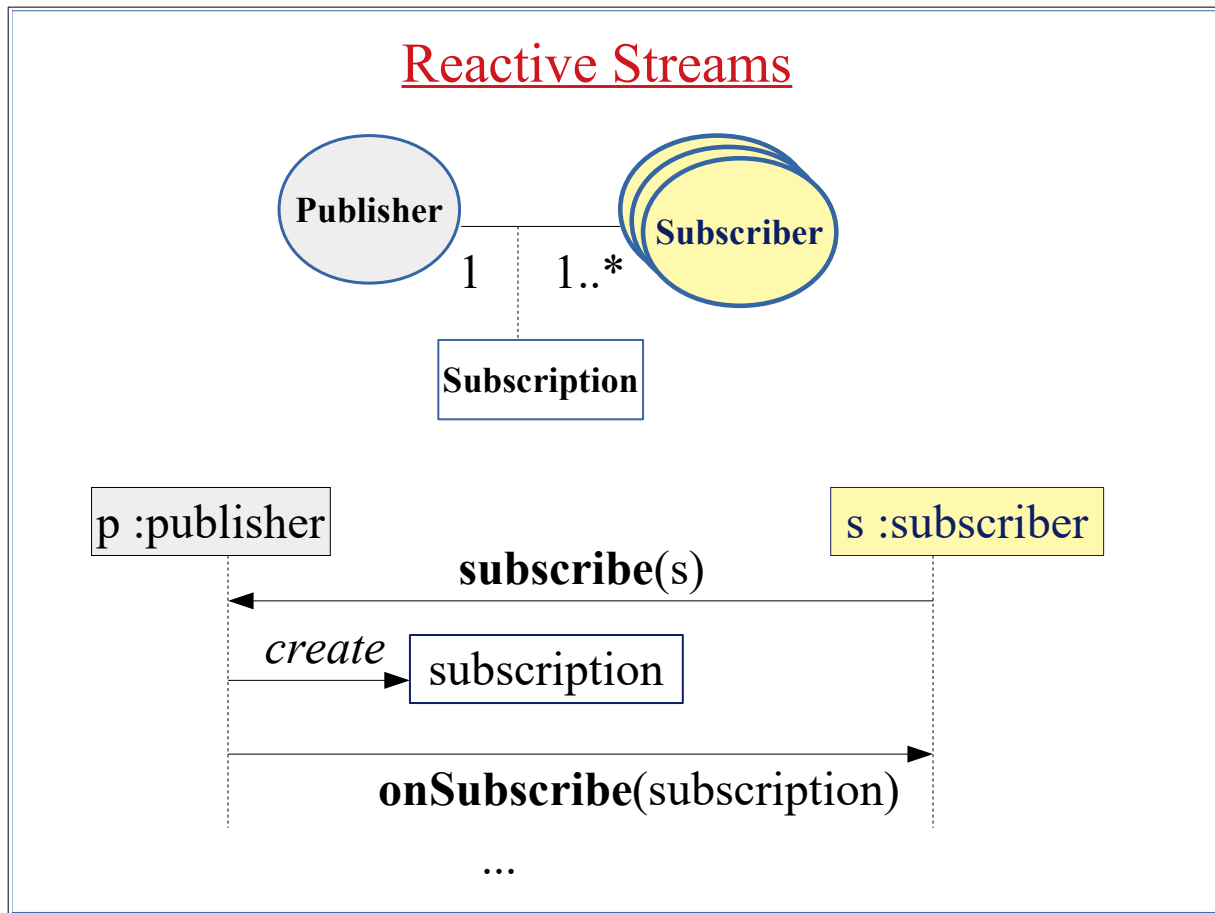 Reactive Streams
Publisher
Subscriber
1
1..*
Subscription
p :publisher
s :subscriber
subscribe(s)
create
subscription
onSubscribe(subscription)
...